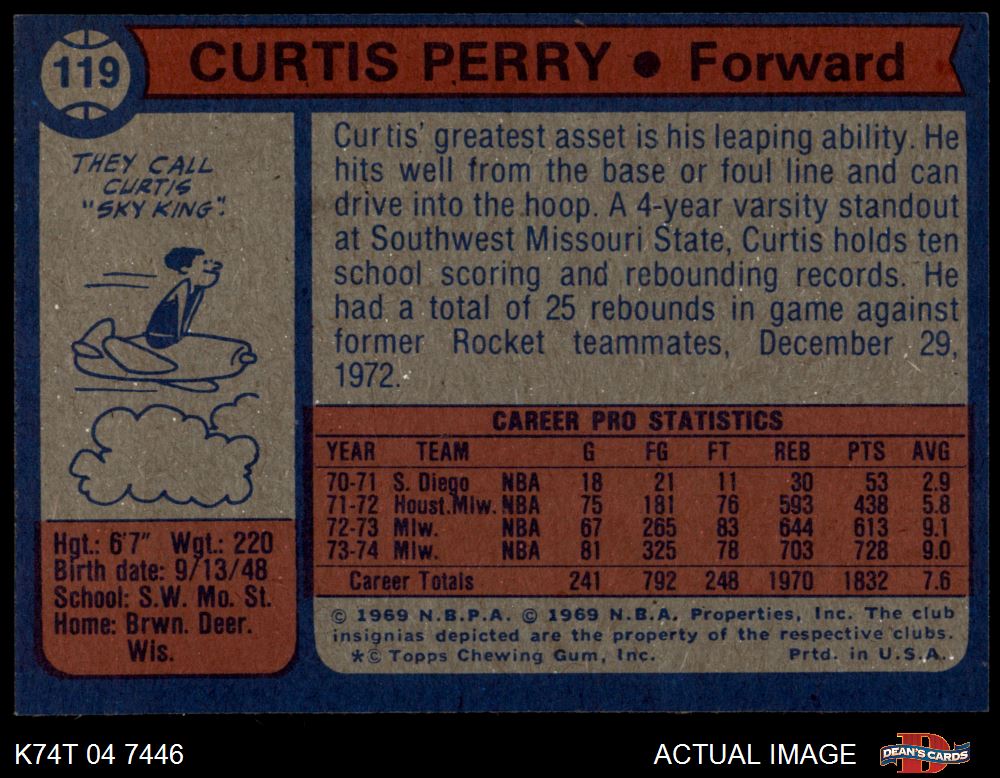 119
CURTIS PERRY • Forward
THEY CALL
CURTIS
"SKY KING".
Curtis' greatest asset is his leaping ability. He
hits well from the base or foul line and can
drive into the hoop. A 4-year varsity standout
at Southwest Missouri State, Curtis holds ten
school scoring and rebounding records. He
had a total of 25 rebounds in game against
former Rocket teammates, December 29,
1972.
CAREER PRO STATISTICS
YEAR TEAM G FG FT REB PTS AVG
70-71 S. Diego NBA 18 21 11 30 53 2.9
71-72 Houst.Mlw. NBA 75 181 76 593 438 5.8
72-73 Mlw. NBA 67 265 83 644 613 9.1
73-74 Mlw. NBA 81 325 78 703 728 9.0
Career Totals 241 792 248 1970 1832 7.6
Hgt.: 6'7" Wgt.: 220
Birth date: 9/13/48
School: S.W. Mo. St.
Home: Brwn. Deer.
Wis.
© 1969 N.B.P.A. © 1969 N.B.A. Properties, Inc. The club
insignias depicted are the property of the respective clubs.
*© Topps Chewing Gum, Inc. Prtd. in U.S.A.
K74T 04 7446
ACTUAL IMAGE
DEAN'S CARDS